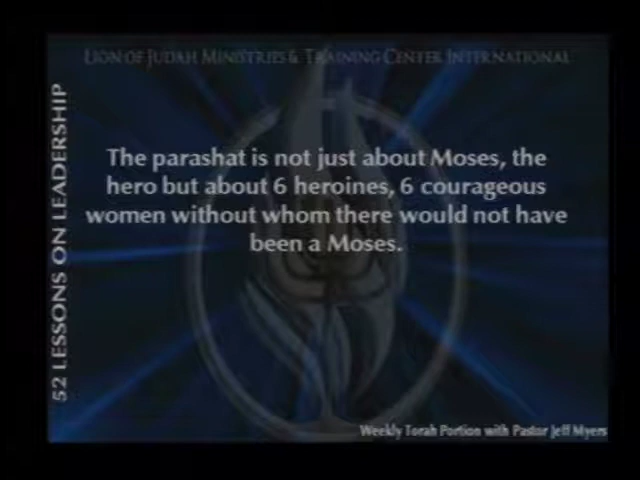 LION OF JUDAH MINISTRIES & TRAINING CENTER INTERNATIONAL
52 LESSONS ON LEADERSHIP
The parashat is not just about Moses, the
hero but about 6 heroines, 6 courageous
women without whom there would not have
been a Moses.
Weekly Torah Portion with Pastor Jeff Myers